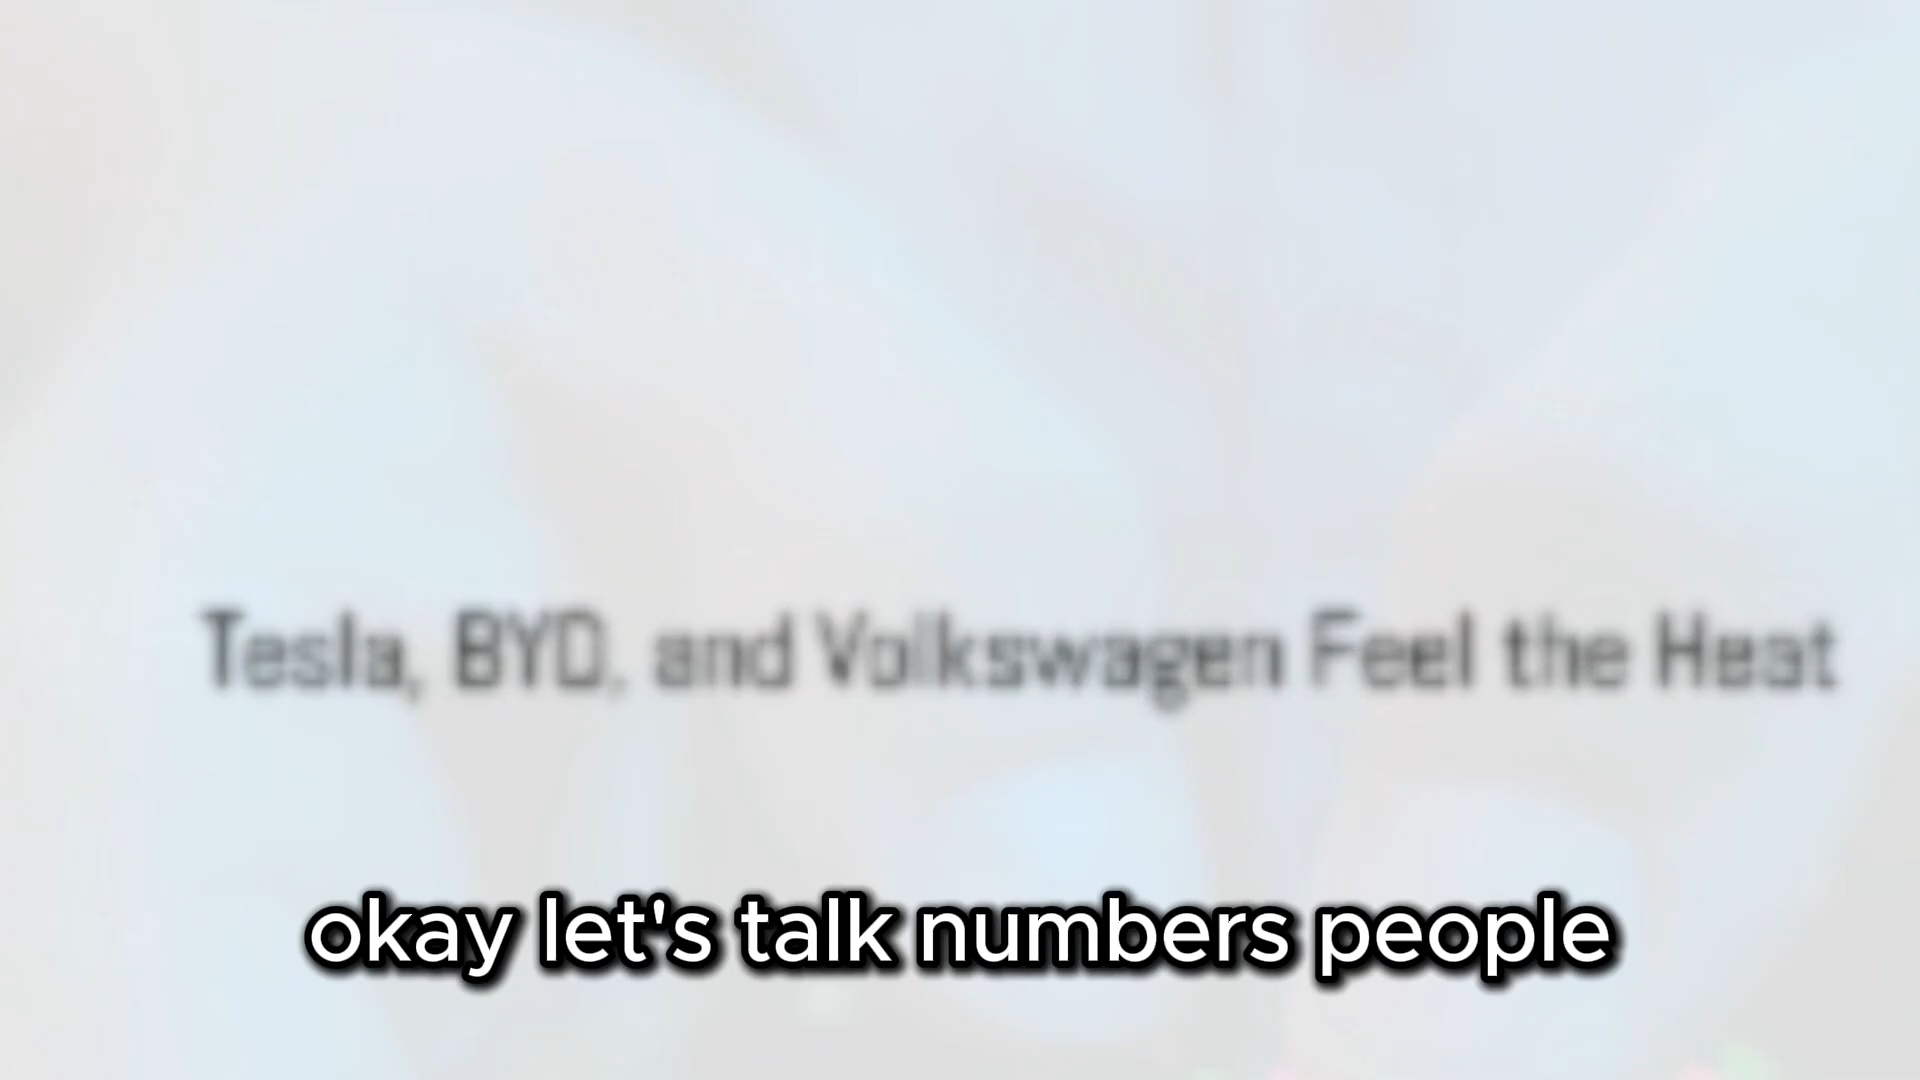 Tesla, BYD, and Volkswagen Feel the Heat
okay let's talk numbers people